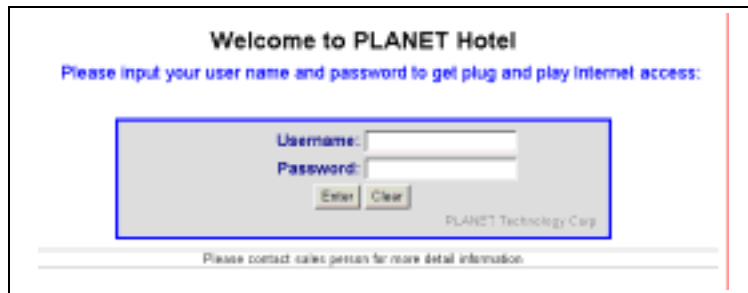 Welcome to PLANET Hotel
Please input your user name and password to get plug and play Internet access:
Username:
Password:
Enter Clear
PLANET Technology Corp
Please contact sales person for more detail information